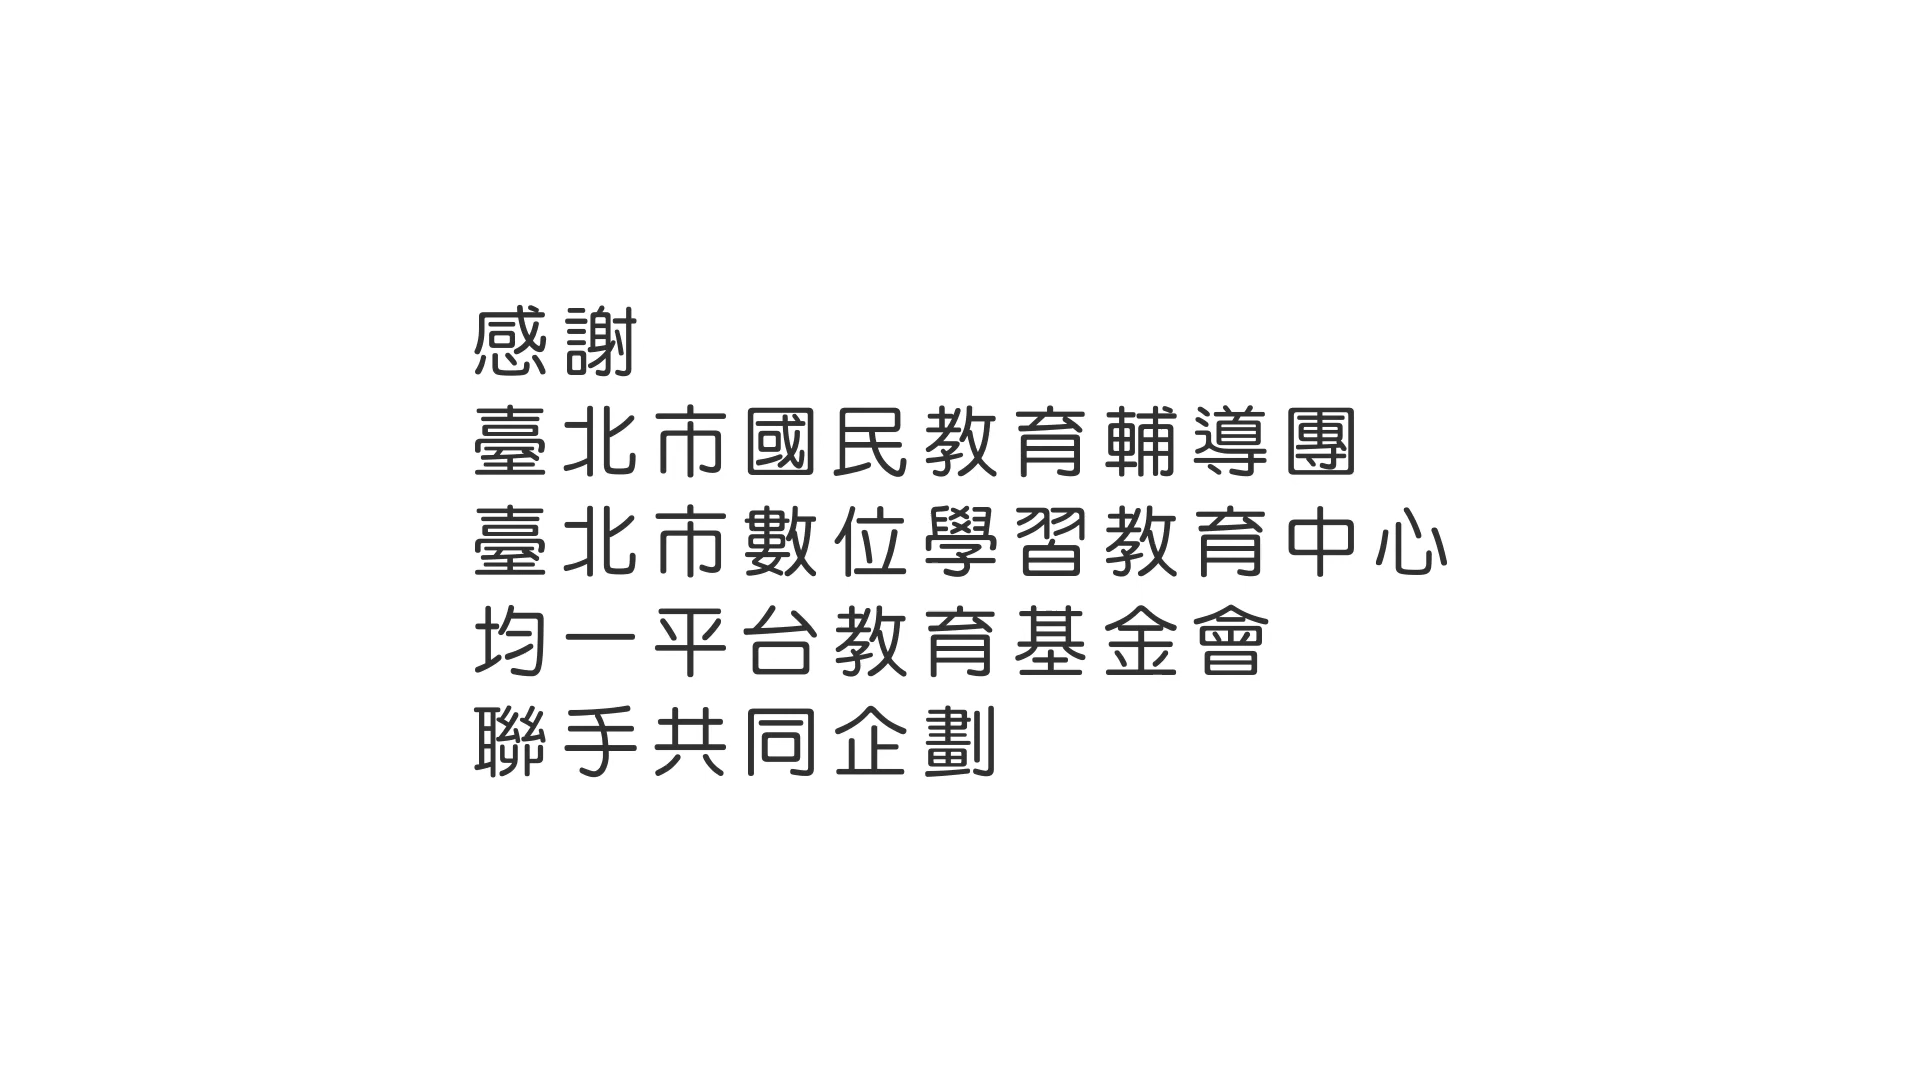 感謝
臺北市國民教育輔導團
臺北市數位學習教育中心
均一平台教育基金會
聯手共同企劃